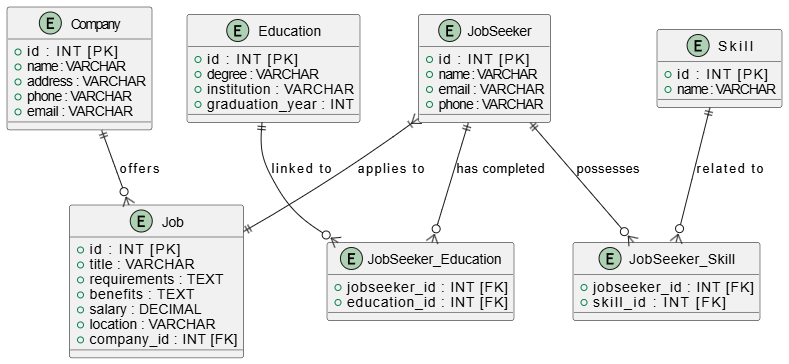 E Company
id : INT [PK]
name : VARCHAR
address : VARCHAR
phone : VARCHAR
email : VARCHAR
E Education
id : INT [PK]
degree : VARCHAR
institution : VARCHAR
graduation_year : INT
E JobSeeker
id : INT [PK]
name : VARCHAR
email : VARCHAR
phone : VARCHAR
E Skill
id : INT [PK]
name : VARCHAR
offers
linked to
applies to
has completed
possesses
related to
E Job
id : INT [PK]
title : VARCHAR
requirements : TEXT
benefits : TEXT
salary : DECIMAL
location : VARCHAR
company_id : INT [FK]
E JobSeeker_Education
jobseeker_id : INT [FK]
education_id : INT [FK]
E JobSeeker_Skill
jobseeker_id : INT [FK]
skill_id : INT [FK]